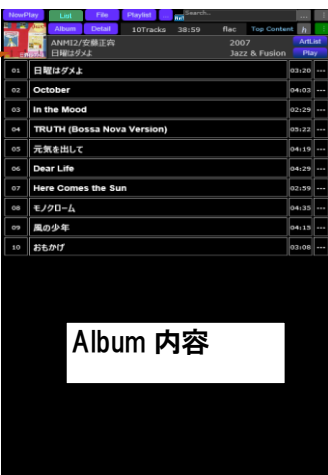 NowPlay List File Playlist ... Ref Search... ...
Album Detail 10Tracks 38:59 flac Top Content h
ANMI2/安藤正容 2007 ArtList
日曜はダメよ Jazz & Fusion Play
01 日曜はダメよ 03:20 ---
02 October 04:03 ---
03 In the Mood 02:29 ---
04 TRUTH (Bossa Nova Version) 05:22 ---
05 元気を出して 04:19 ---
06 Dear Life 04:29 ---
07 Here Comes the Sun 02:59 ---
08 モノクローム 04:35 ---
09 風の少年 04:15 ---
10 おもかげ 03:08 ---
Album 内容